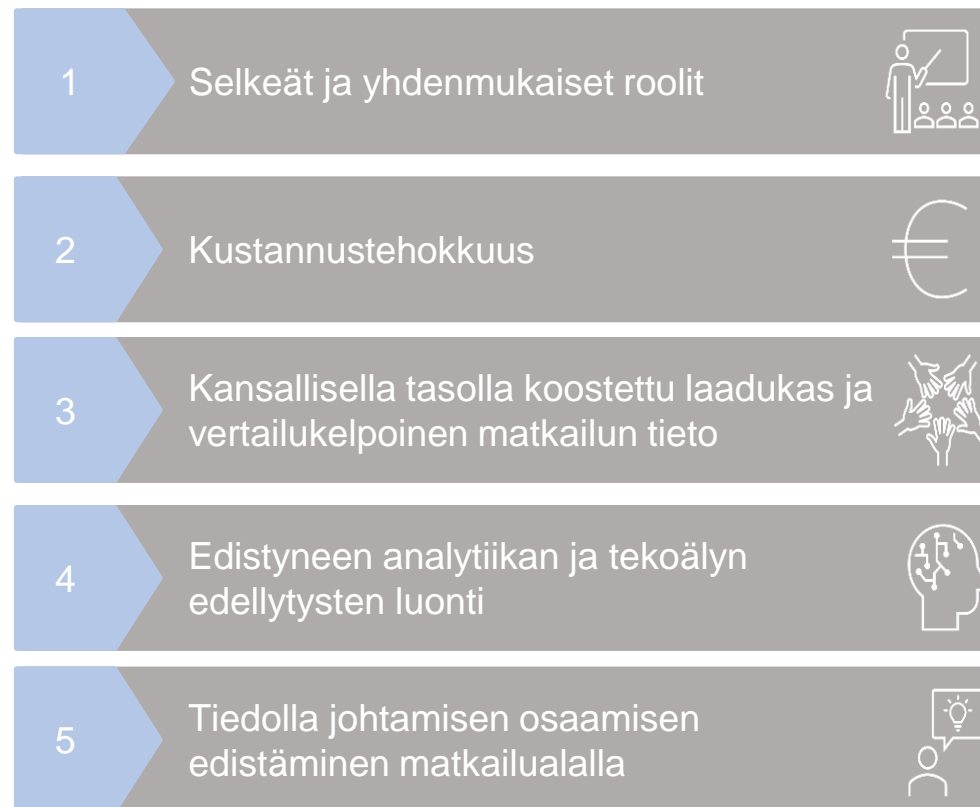 1
Selkeät ja yhdenmukaiset roolit
2
Kustannustehokkuus
€
3
Kansallisella tasolla koostettu laadukas ja
vertailukelpoinen matkailun tieto
4
Edistyneen analytiikan ja tekoälyn
edellytysten luonti
5
Tiedolla johtamisen osaamisen
edistäminen matkailualalla